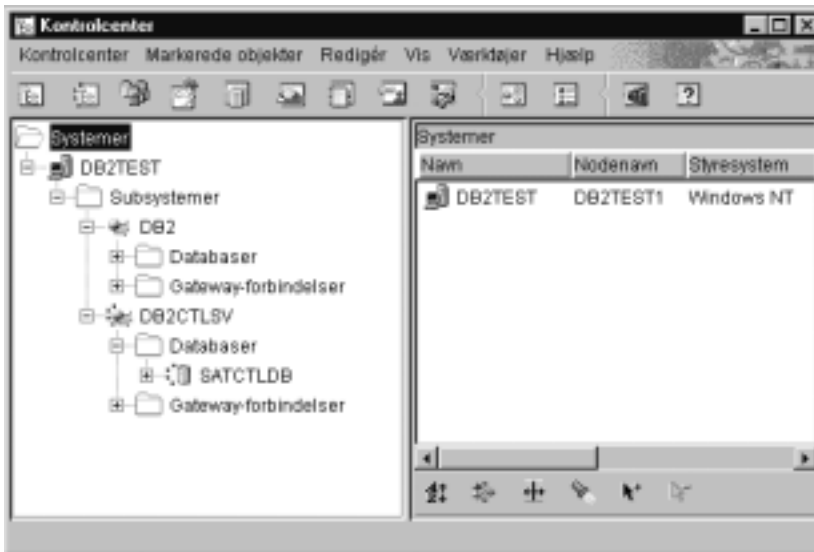 Kontrolcenter
Kontrolcenter Markerede objekter Redigér Vis Værktøjer Hjælp
Systemer
DB2TEST
Subsystemer
DB2
Databaser
Gateway-forbindelser
DB2CTLSV
Databaser
SATCTLDB
Gateway-forbindelser
Systemer
Navn Nodenavn Styresystem
DB2TEST DB2TEST1 Windows NT